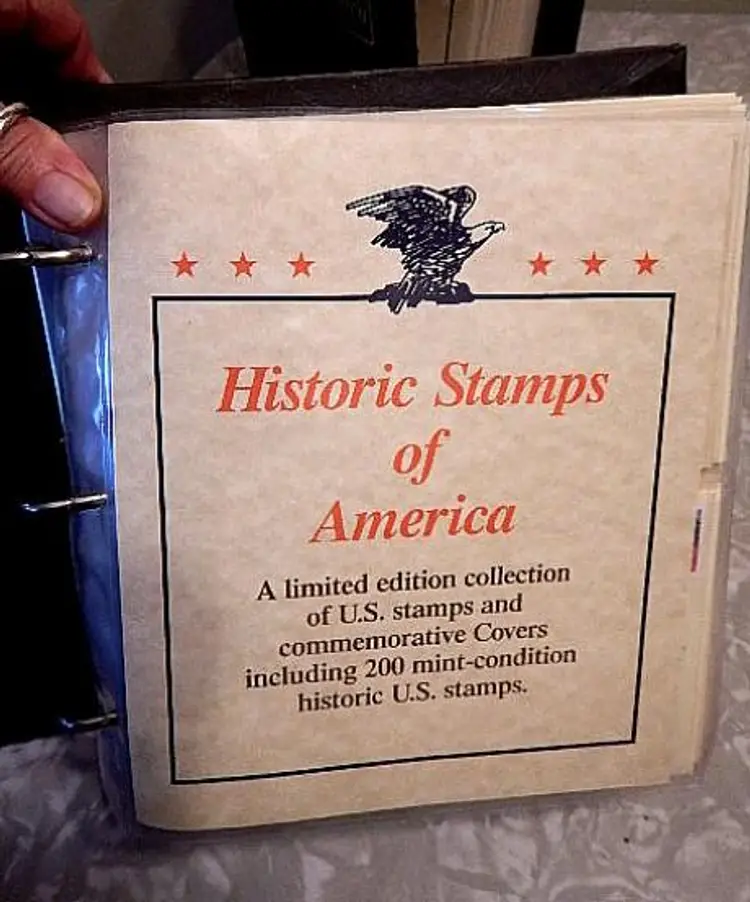 Historic Stamps
of
America
A limited edition collection
of U.S. stamps and
commemorative Covers
including 200 mint-condition
historic U.S. stamps.